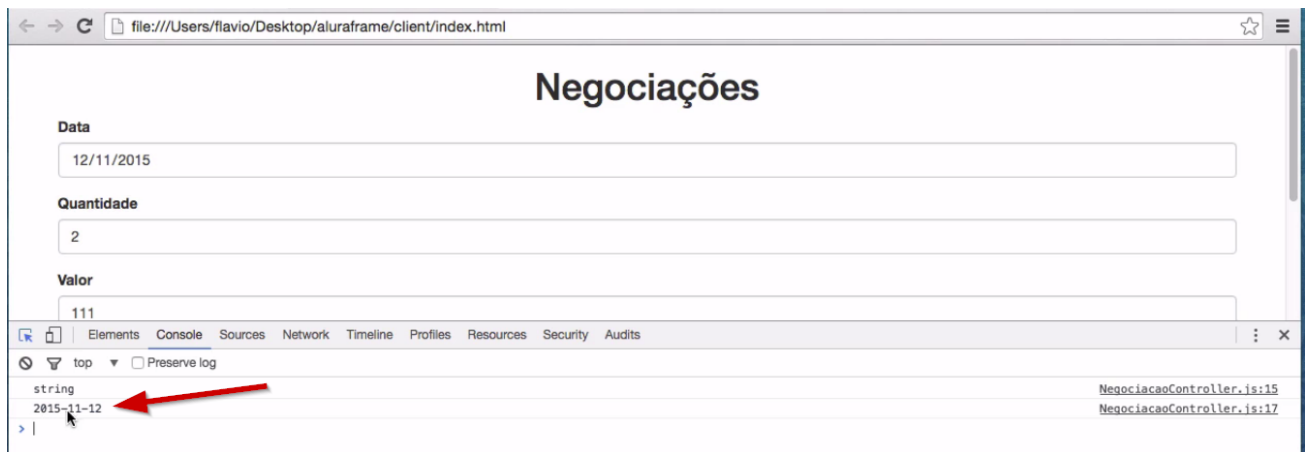 file:///Users/flavio/Desktop/aluraframe/client/index.html
Negociações
Data
12/11/2015
Quantidade
2
Valor
111
Elements Console Sources Network Timeline Profiles Resources Security Audits
top Preserve log
string NegociacaoController.js:15
2015-11-12 NegociacaoController.js:17
>